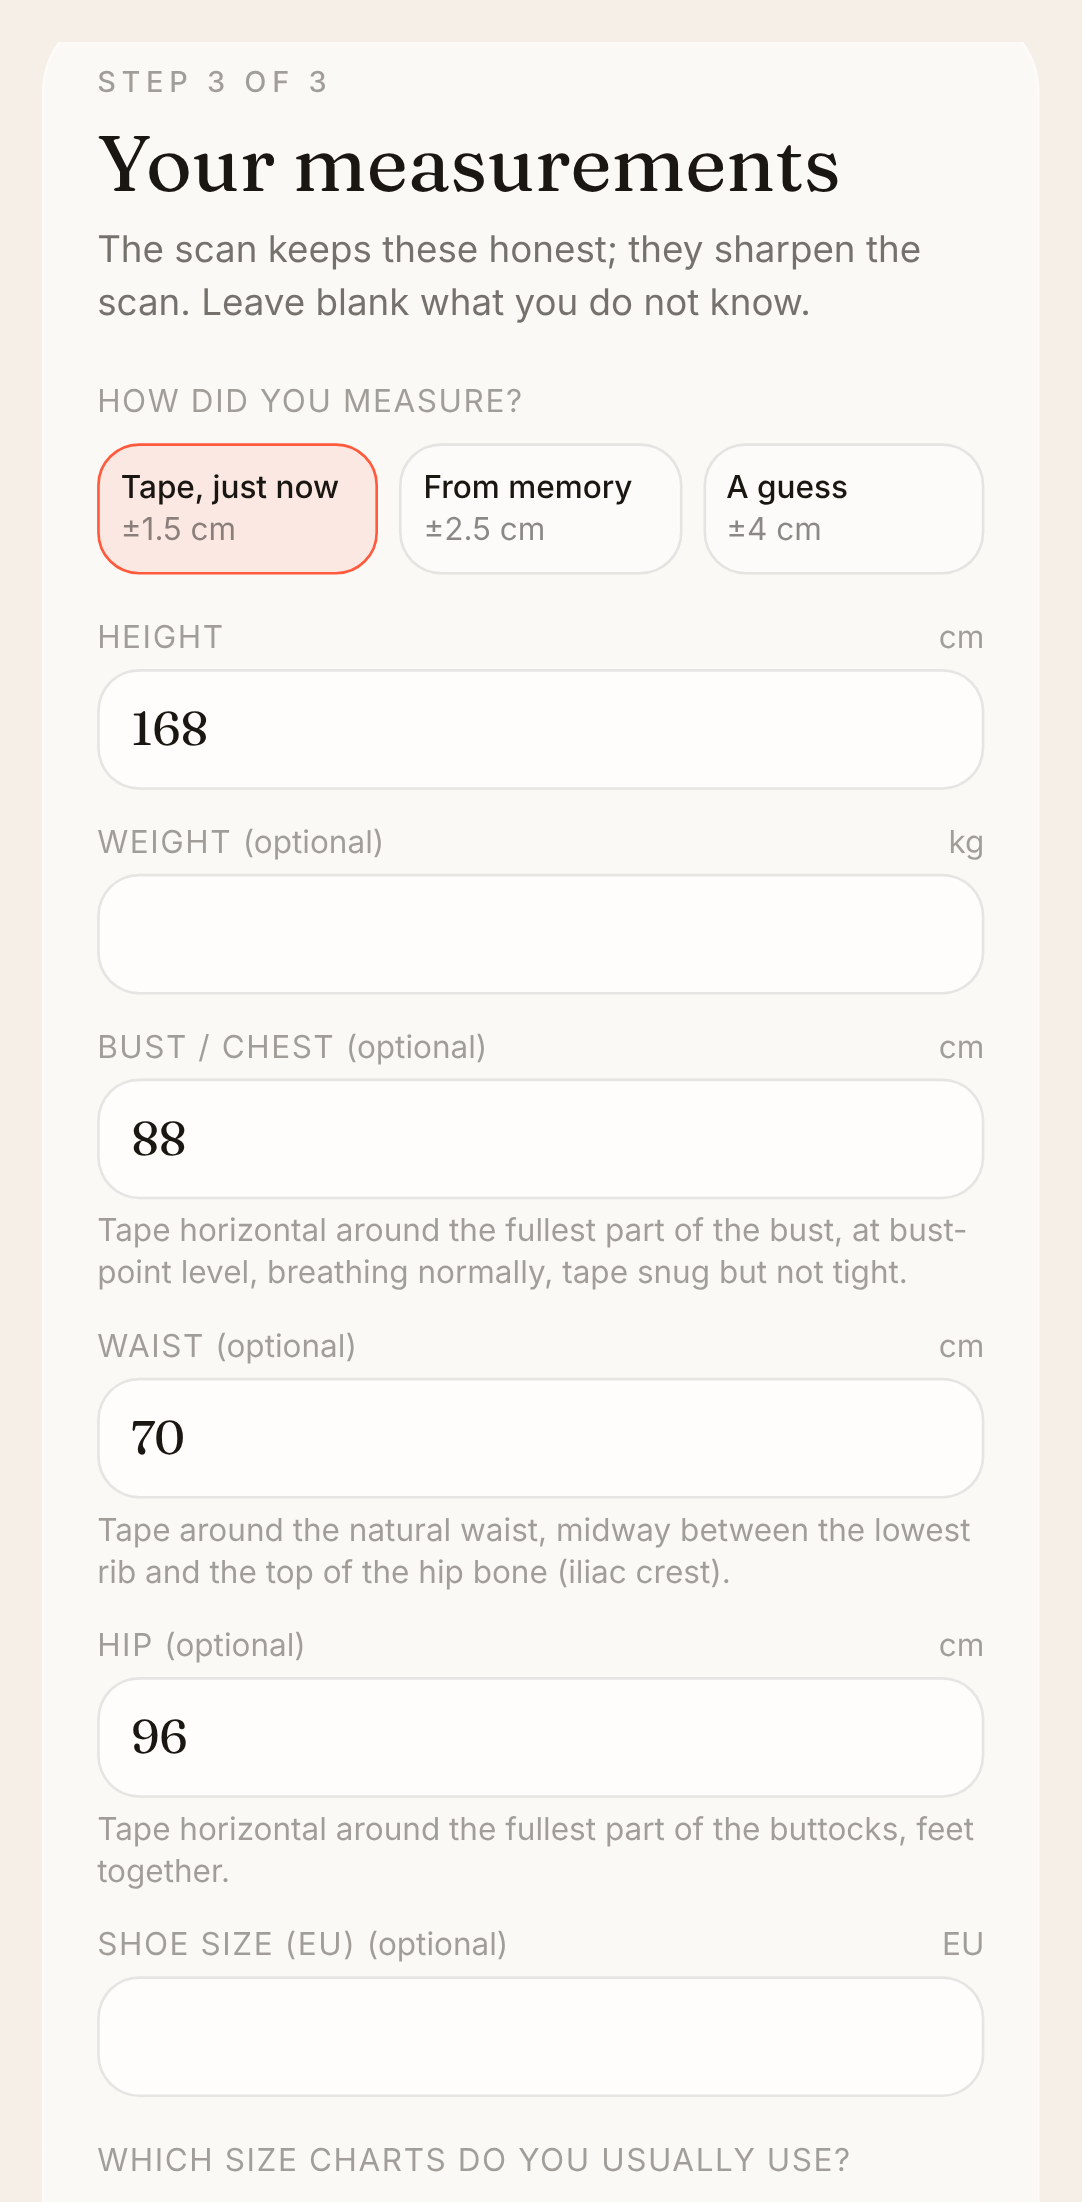 STEP 3 OF 3
Your measurements
The scan keeps these honest; they sharpen the
scan. Leave blank what you do not know.
HOW DID YOU MEASURE?
Tape, just now
±1.5 cm
From memory
±2.5 cm
A guess
±4 cm
HEIGHT cm
168
WEIGHT (optional) kg
BUST / CHEST (optional) cm
88
Tape horizontal around the fullest part of the bust, at bust-
point level, breathing normally, tape snug but not tight.
WAIST (optional) cm
70
Tape around the natural waist, midway between the lowest
rib and the top of the hip bone (iliac crest).
HIP (optional) cm
96
Tape horizontal around the fullest part of the buttocks, feet
together.
SHOE SIZE (EU) (optional) EU
WHICH SIZE CHARTS DO YOU USUALLY USE?